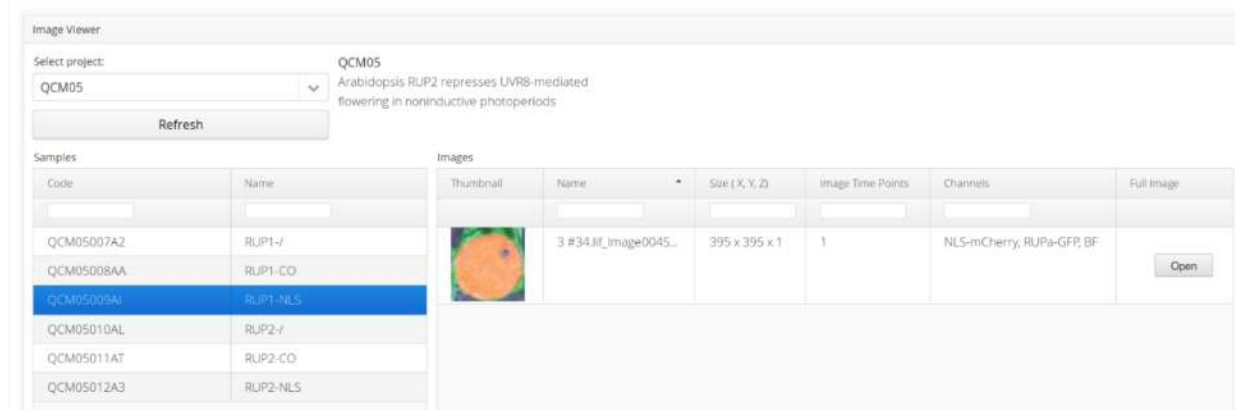 Image Viewer
Select project:
QCM05
Refresh
QCM05
Arabidopsis RUP2 represses UVR8-mediated
flowering in noninductive photoperiods
Samples
Code Name
QCM05007A2 RUP1-/
QCM05008AA RUP1-CO
QCM05009AI RUP1-NLS
QCM05010AL RUP2-/
QCM05011AT RUP2-CO
QCM05012A3 RUP2-NLS
Images
Thumbnail Name Size ( X, Y, Z) Image Time Points Channels Full Image
3 #34.lif_Image0045... 395 x 395 x 1 1 NLS-mCherry, RUPa-GFP, BF Open